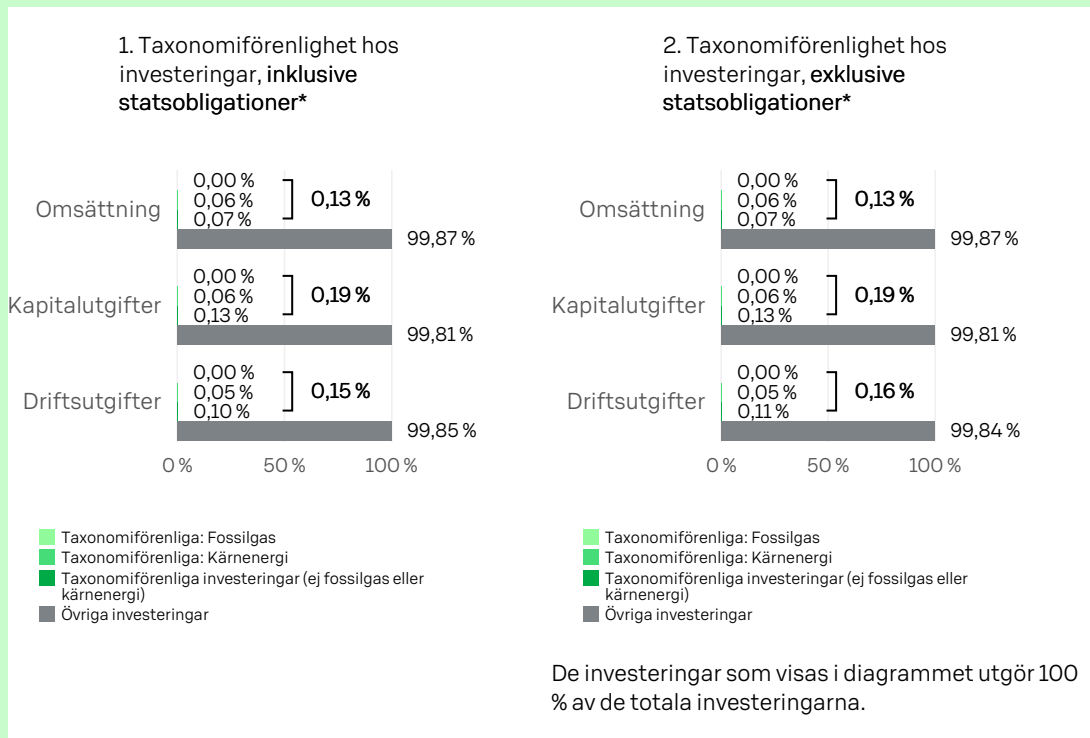 1. Taxonomiförenlighet hos
investeringar, inklusive
statsobligationer*
Omsättning
0,00 %
0,06 %
0,07 %
0,13 %
99,87 %
Kapitalutgifter
0,00 %
0,06 %
0,13 %
0,19 %
99,81 %
Driftsutgifter
0,00 %
0,05 %
0,10 %
0,15 %
99,85 %
0 %
50 %
100 %
Taxonomiförenliga: Fossilgas
Taxonomiförenliga: Kärnenergi
Taxonomiförenliga investeringar (ej fossilgas eller
kärnenergi)
Övriga investeringar
2. Taxonomiförenlighet hos
investeringar, exklusive
statsobligationer*
Omsättning
0,00 %
0,06 %
0,07 %
0,13 %
99,87 %
Kapitalutgifter
0,00 %
0,06 %
0,13 %
0,19 %
99,81 %
Driftsutgifter
0,00 %
0,05 %
0,11 %
0,16 %
99,84 %
0 %
50 %
100 %
Taxonomiförenliga: Fossilgas
Taxonomiförenliga: Kärnenergi
Taxonomiförenliga investeringar (ej fossilgas eller
kärnenergi)
Övriga investeringar
De investeringar som visas i diagrammet utgör 100
% av de totala investeringarna.